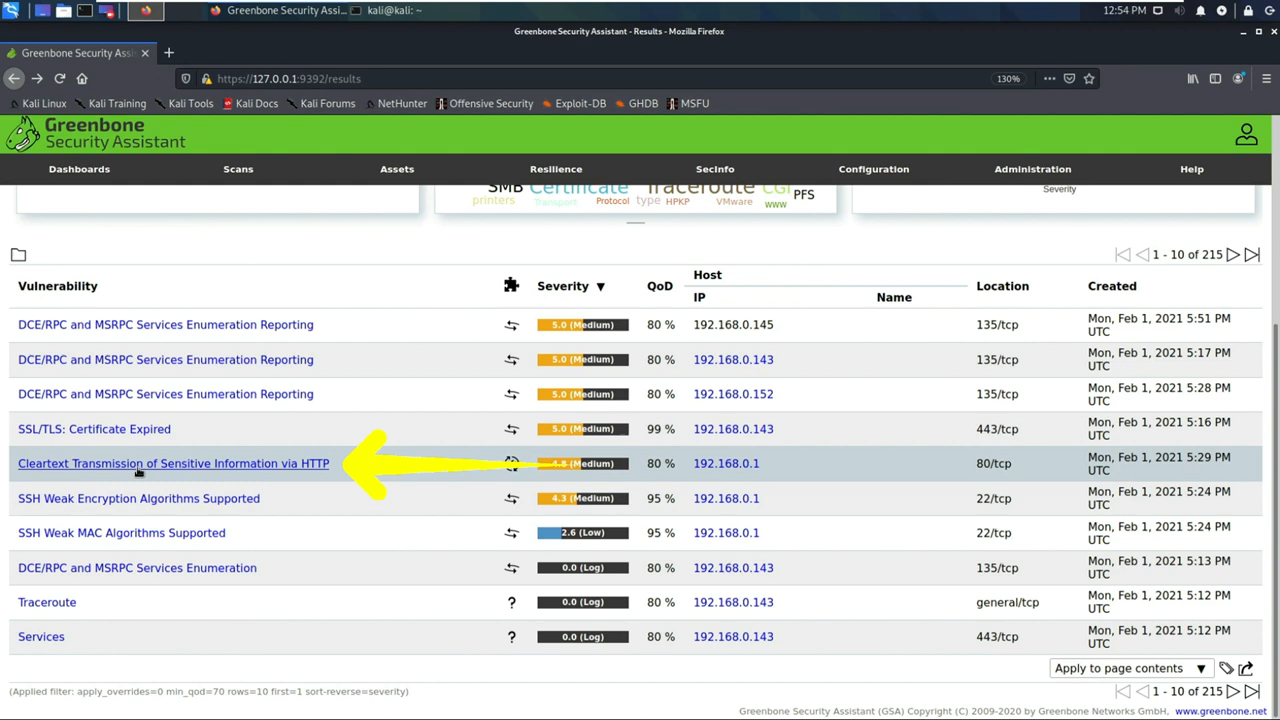 Greenbone Security Assi...
kali@kali: ~
12:54 PM
Greenbone Security Assistant - Results - Mozilla Firefox
Greenbone Security Assis
https://127.0.0.1:9392/results
130%
Kali Linux
Kali Training
Kali Tools
Kali Docs
Kali Forums
NetHunter
Offensive Security
Exploit-DB
GHDB
MSFU
Greenbone
Security Assistant
Dashboards
Scans
Assets
Resilience
SecInfo
Configuration
Administration
Help
SMB Certificate Traceroute CGI
printers Transport Protocol type HPKP VMware www PFS
Severity
1 - 10 of 215
Vulnerability Severity ▼ QoD Host Location Created
IP Name
DCE/RPC and MSRPC Services Enumeration Reporting 5.0 (Medium) 80 % 192.168.0.145 135/tcp Mon, Feb 1, 2021 5:51 PM
UTC
DCE/RPC and MSRPC Services Enumeration Reporting 5.0 (Medium) 80 % 192.168.0.143 135/tcp Mon, Feb 1, 2021 5:17 PM
UTC
DCE/RPC and MSRPC Services Enumeration Reporting 5.0 (Medium) 80 % 192.168.0.152 135/tcp Mon, Feb 1, 2021 5:28 PM
UTC
SSL/TLS: Certificate Expired 5.0 (Medium) 99 % 192.168.0.143 443/tcp Mon, Feb 1, 2021 5:16 PM
UTC
Cleartext Transmission of Sensitive Information via HTTP 4.8 (Medium) 80 % 192.168.0.1 80/tcp Mon, Feb 1, 2021 5:29 PM
UTC
SSH Weak Encryption Algorithms Supported 4.3 (Medium) 95 % 192.168.0.1 22/tcp Mon, Feb 1, 2021 5:24 PM
UTC
SSH Weak MAC Algorithms Supported 2.6 (Low) 95 % 192.168.0.1 22/tcp Mon, Feb 1, 2021 5:24 PM
UTC
DCE/RPC and MSRPC Services Enumeration 0.0 (Log) 80 % 192.168.0.143 135/tcp Mon, Feb 1, 2021 5:13 PM
UTC
Traceroute ? 0.0 (Log) 80 % 192.168.0.143 general/tcp Mon, Feb 1, 2021 5:12 PM
UTC
Services ? 0.0 (Log) 80 % 192.168.0.143 443/tcp Mon, Feb 1, 2021 5:12 PM
UTC
Apply to page contents ▼
(Applied filter: apply_overrides=0 min_qod=70 rows=10 first=1 sort-reverse=severity)
1 - 10 of 215
Greenbone Security Assistant (GSA) Copyright (C) 2009-2020 by Greenbone Networks GmbH, www.greenbone.net